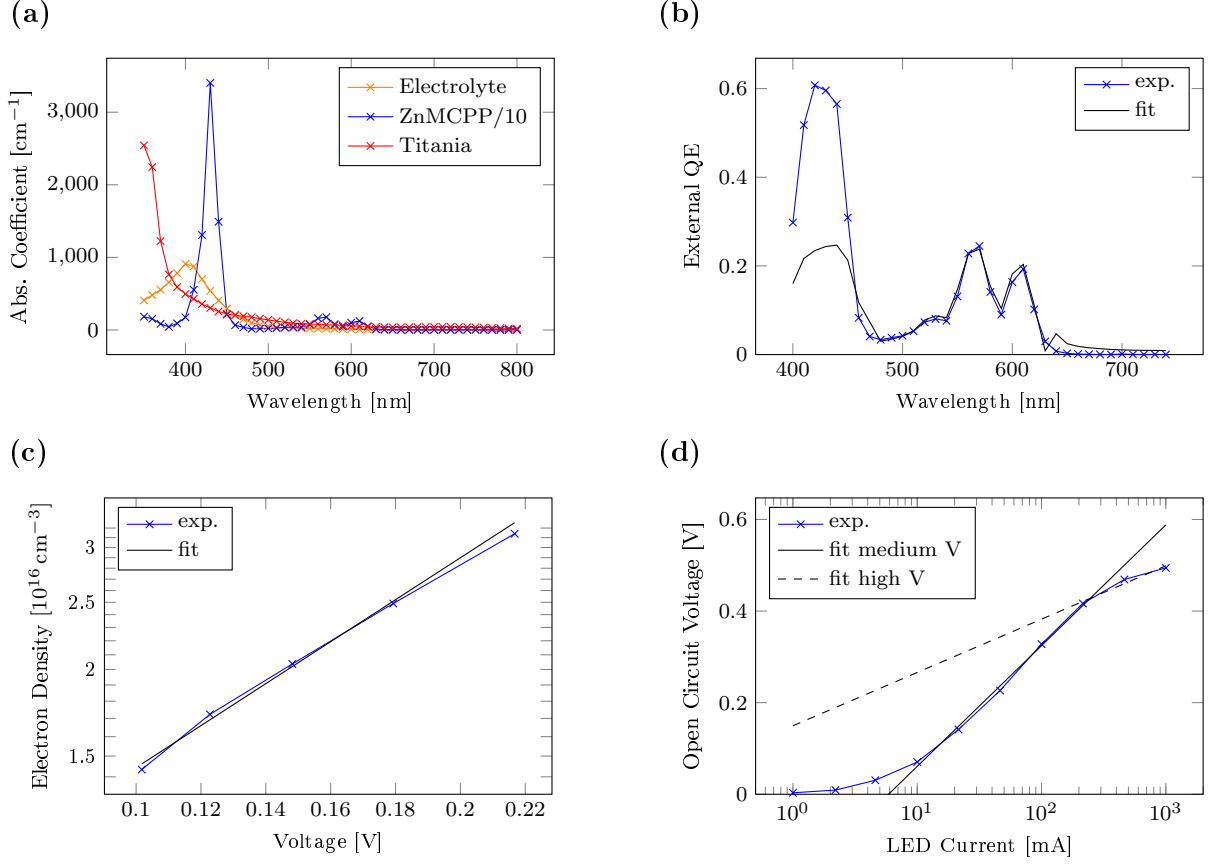 (a)
Abs. Coefficient [cm⁻¹]
3,000
2,000
1,000
0
Electrolyte
ZnMCPP/10
Titania
400
500
600
700
800
Wavelength [nm]
(b)
External QE
0.6
0.4
0.2
0
exp.
fit
400
500
600
700
Wavelength [nm]
(c)
Electron Density [10¹⁶ cm⁻³]
3
2.5
2
1.5
exp.
fit
0.1
0.12
0.14
0.16
0.18
0.2
0.22
Voltage [V]
(d)
Open Circuit Voltage [V]
0.6
0.4
0.2
0
exp.
fit medium V
fit high V
10⁰
10¹
10²
10³
LED Current [mA]